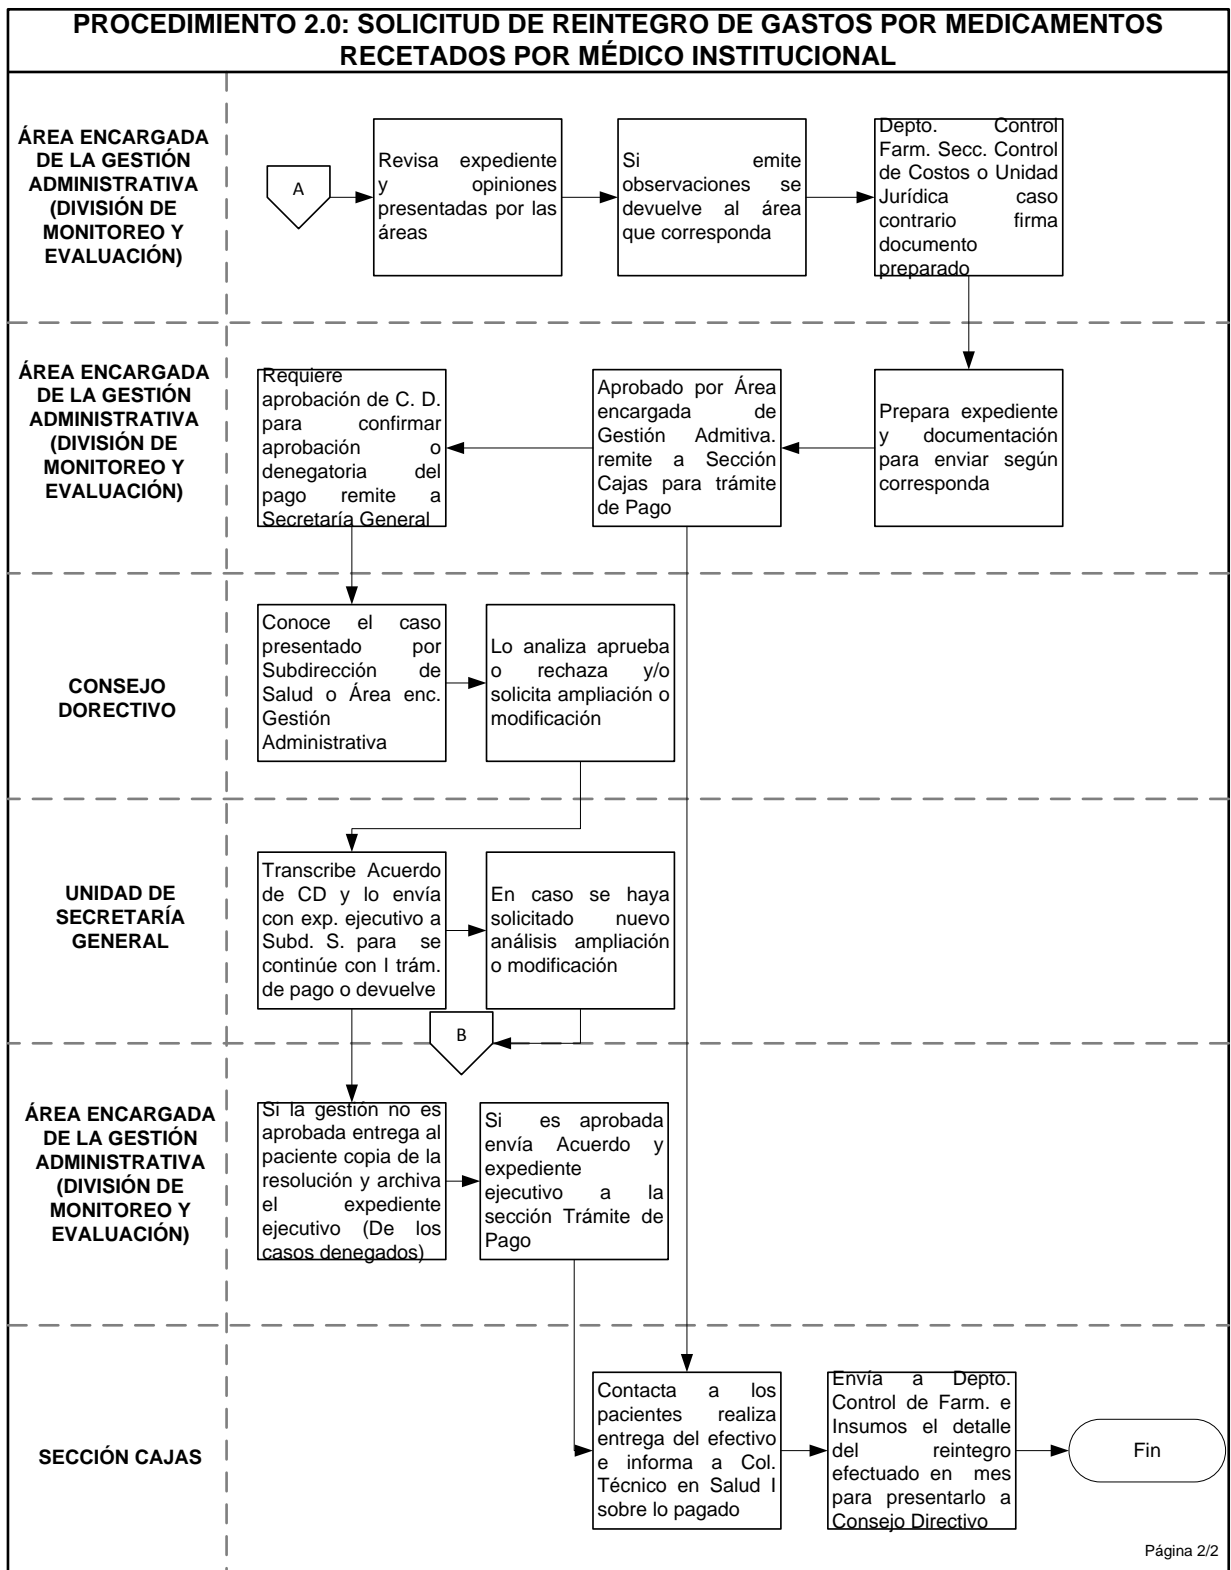 PROCEDIMIENTO 2.0: SOLICITUD DE REINTEGRO DE GASTOS POR MEDICAMENTOS
RECETADOS POR MÉDICO INSTITUCIONAL
ÁREA ENCARGADA
DE LA GESTIÓN
ADMINISTRATIVA
(DIVISIÓN DE
MONITOREO Y
EVALUACIÓN)
A
Revisa expediente
y opiniones
presentadas por las
áreas
Si emite
observaciones se
devuelve al área
que corresponda
Depto. Control
Farm. Secc. Control
de Costos o Unidad
Jurídica caso
contrario firma
documento
preparado
ÁREA ENCARGADA
DE LA GESTIÓN
ADMINISTRATIVA
(DIVISIÓN DE
MONITOREO Y
EVALUACIÓN)
Requiere
aprobación de C. D.
para confirmar
aprobación o
denegatoria del
pago remite a
Secretaría General
Aprobado por Área
encargada de
Gestión Admitiva.
remite a Sección
Cajas para trámite
de Pago
Prepara expediente
y documentación
para enviar según
corresponda
CONSEJO
DORECTIVO
Conoce el caso
presentado por
Subdirección de
Salud o Área enc.
Gestión
Administrativa
Lo analiza aprueba
o rechaza y/o
solicita ampliación o
modificación
UNIDAD DE
SECRETARÍA
GENERAL
Transcribe Acuerdo
de CD y lo envía
con exp. ejecutivo a
Subd. S. para se
continúe con l trám.
de pago o devuelve
En caso se haya
solicitado nuevo
análisis ampliación
o modificación
B
ÁREA ENCARGADA
DE LA GESTIÓN
ADMINISTRATIVA
(DIVISIÓN DE
MONITOREO Y
EVALUACIÓN)
Si la gestión no es
aprobada entrega al
paciente copia de la
resolución y archiva
el expediente
ejecutivo (De los
casos denegados)
Si es aprobada
envía Acuerdo y
expediente
ejecutivo a la
sección Trámite de
Pago
SECCIÓN CAJAS
Contacta a los
pacientes realiza
entrega del efectivo
e informa a Col.
Técnico en Salud I
sobre lo pagado
Envía a Depto.
Control de Farm. e
Insumos el detalle
del reintegro
efectuado en mes
para presentarlo a
Consejo Directivo
Fin
Página 2/2